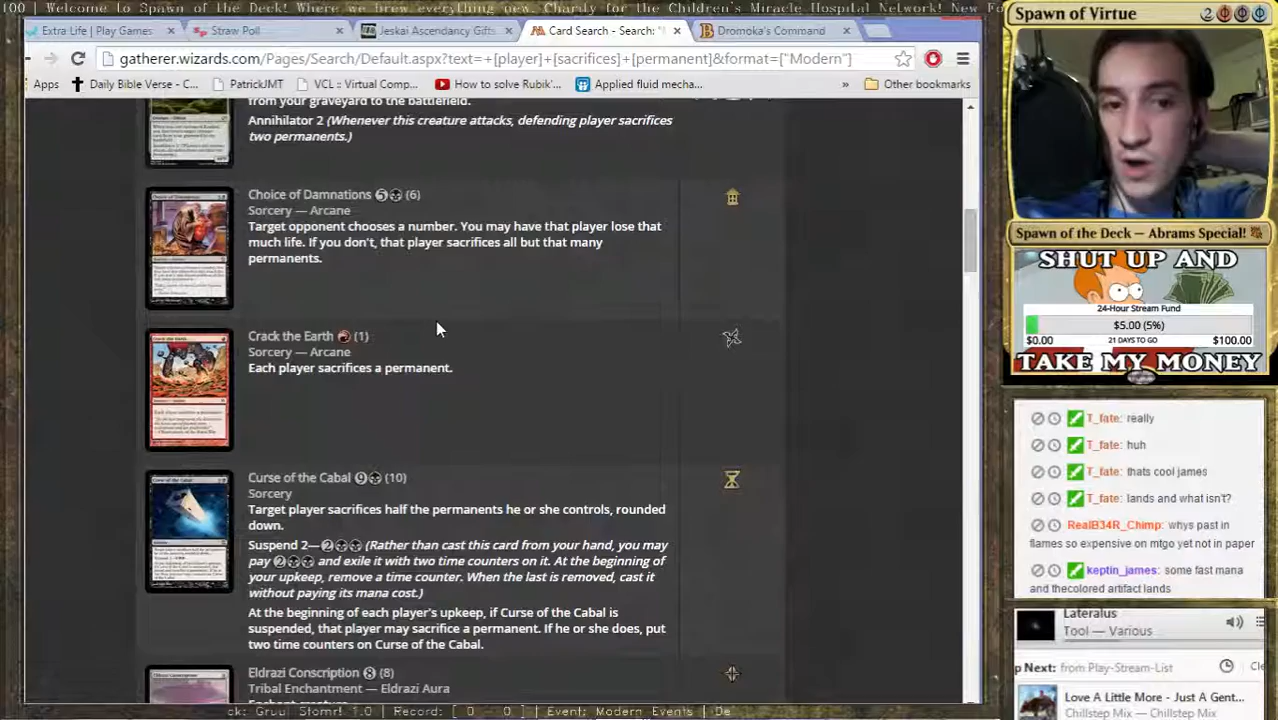 100 | Welcome to Spawn of the Deck! Where we brew everything new. Charity for the Children's Miracle Hospital Network! New Fo
Extra Life | Play Games
Straw Poll
Jeskai Ascendancy Gifts
Card Search - Search: "
Dromoka's Command
gatherer.wizards.com/Pages/Search/Default.aspx?text=+[player]+[sacrifices]+[permanent]&format=["Modern"]
Apps
Daily Bible Verse - C...
PatrickJMT
VCL :: Virtual Comp...
How to solve Rubik'...
Applied fluid mecha...
»
Other bookmarks
from your graveyard to the battlefield.
Annihilator 2 (Whenever this creature attacks, defending player sacrifices
two permanents.)
Choice of Damnations 5 (6)
Sorcery — Arcane
Target opponent chooses a number. You may have that player lose that
much life. If you don't, that player sacrifices all but that many
permanents.
Crack the Earth (1)
Sorcery — Arcane
Each player sacrifices a permanent.
Curse of the Cabal 9 (10)
Sorcery
Target player sacrifices half the permanents he or she controls, rounded
down.
Suspend 2—2 (Rather than cast this card from your hand, you may
pay 2 and exile it with two time counters on it. At the beginning of
your upkeep, remove a time counter. When the last is removed, cast it
without paying its mana cost.)
At the beginning of each player's upkeep, if Curse of the Cabal is
suspended, that player may sacrifice a permanent. If he or she does, put
two time counters on Curse of the Cabal.
Eldrazi Conscription 8 (8)
Tribal Enchantment — Eldrazi Aura
ok: Gruul Stomp 1.0 | Record: [ 0 - 0 ] | Event: Modern Events | De
Spawn of Virtue 2
Spawn of the Deck — Abrams Special!
SHUT UP AND
24-Hour Stream Fund
$5.00 (5%)
$0.00 21 DAYS TO GO $100.00
TAKE MY MONEY
T_fate: really
T_fate: huh
T_fate: thats cool james
T_fate: lands and what isn't?
RealB34R_Chimp: whys past in
flames so expensive on mtgo yet not in paper
keptin_james: some fast mana
and thecolored artifact lands
Lateralus
Tool — Various
p Next: from Play-Stream-List
Cle
Love A Little More - Just A Gent...
Chillstep Mix — Chillstep Mix